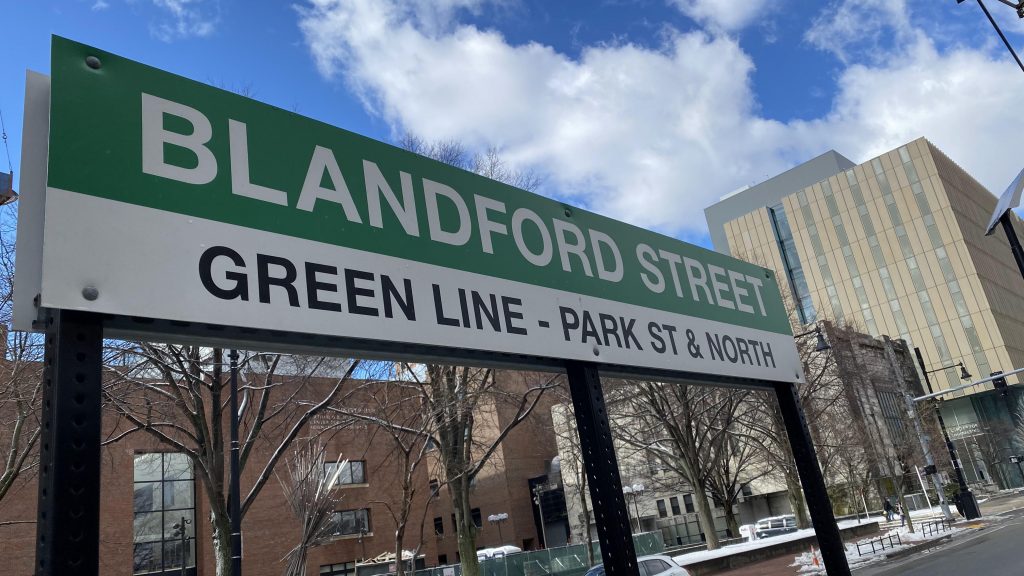 BLANDFORD STREET
GREEN LINE - PARK ST & NORTH